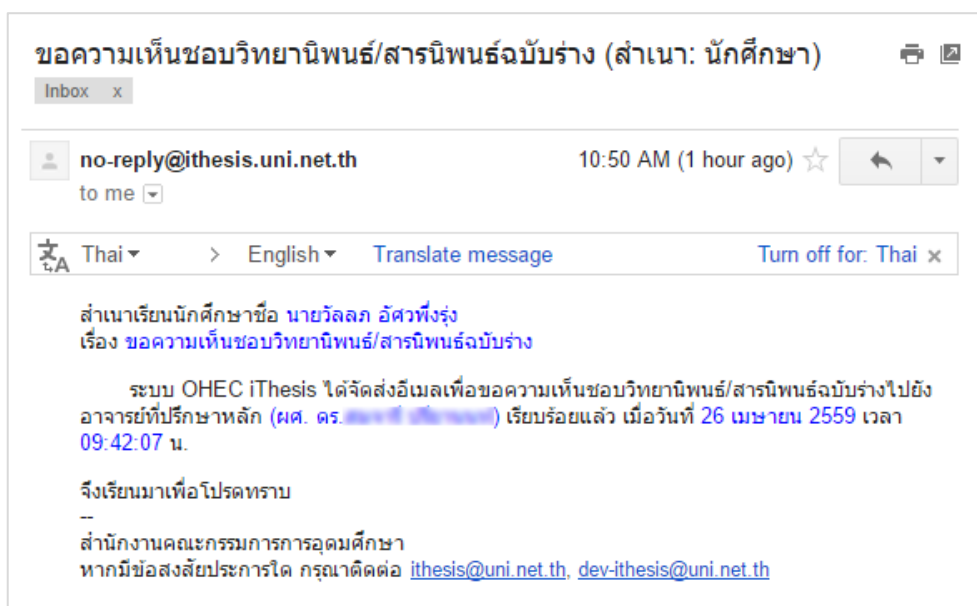 ขอความเห็นชอบวิทยานิพนธ์/สารนิพนธ์ฉบับร่าง (สำเนา: นักศึกษา)
Inbox x
no-reply@ithesis.uni.net.th 10:50 AM (1 hour ago)
to me
Thai > English Translate message Turn off for: Thai x
สำเนาเรียนนักศึกษาชื่อ นายวัลลภ อัศวพึ่งรุ่ง
เรื่อง ขอความเห็นชอบวิทยานิพนธ์/สารนิพนธ์ฉบับร่าง
ระบบ OHEC iThesis ได้จัดส่งอีเมลเพื่อขอความเห็นชอบวิทยานิพนธ์/สารนิพนธ์ฉบับร่างไปยัง
อาจารย์ที่ปรึกษาหลัก (ผศ. ดร. ) เรียบร้อยแล้ว เมื่อวันที่ 26 เมษายน 2559 เวลา
09:42:07 น.
จึงเรียนมาเพื่อโปรดทราบ
--
สำนักงานคณะกรรมการการอุดมศึกษา
หากมีข้อสงสัยประการใด กรุณาติดต่อ ithesis@uni.net.th, dev-ithesis@uni.net.th